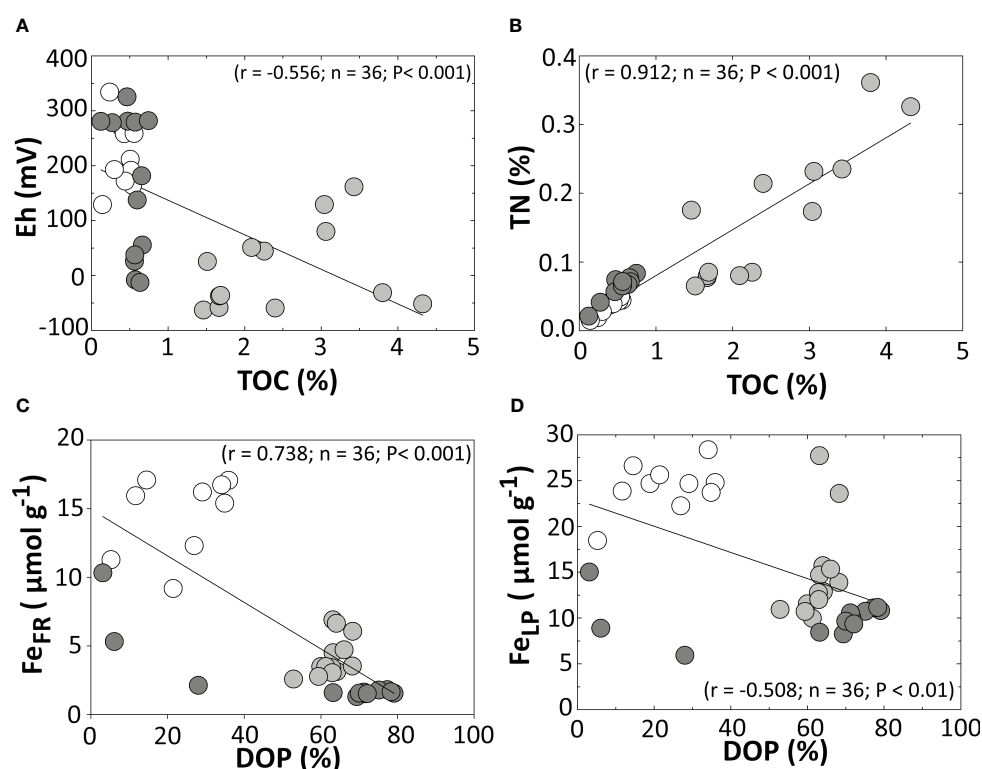 A
400
300
200
100
0
-100
Eh (mV)
(r = -0.556; n = 36; P< 0.001)
0 1 2 3 4 5
TOC (%)
B
0.4
0.3
0.2
0.1
0.0
TN (%)
(r = 0.912; n = 36; P < 0.001)
0 1 2 3 4 5
TOC (%)
C
20
15
10
5
0
FeFR ( µmol g-1)
(r = 0.738; n = 36; P< 0.001)
0 20 40 60 80 100
DOP (%)
D
30
25
20
15
10
5
0
FeLP ( µmol g-1)
(r = -0.508; n = 36; P < 0.01)
0 20 40 60 80 100
DOP (%)